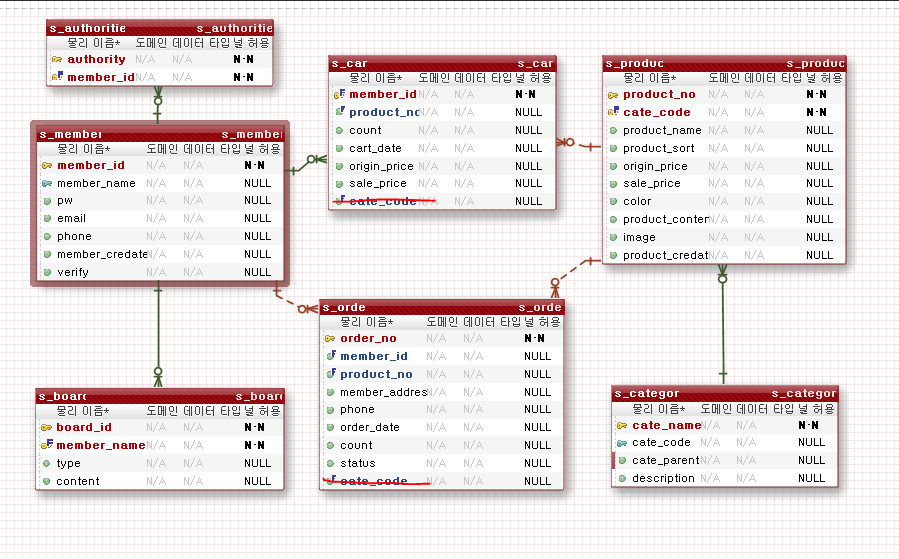 s_authoritie s_authoritie
물리 이름* 도메인 데이터 타입 널 허용
authority N/A N/A N-N
member_id N/A N/A N-N
s_member s_member
물리 이름* 도메인 데이터 타입 널 허용
member_id N/A N/A N-N
member_name N/A N/A NULL
pw N/A N/A NULL
email N/A N/A NULL
phone N/A N/A NULL
member_credate N/A N/A NULL
verify N/A N/A NULL
s_car s_car
물리 이름* 도메인 데이터 타입 널 허용
member_id N/A N/A N-N
product_no N/A N/A NULL
count N/A N/A NULL
cart_date N/A N/A NULL
origin_price N/A N/A NULL
sale_price N/A N/A NULL
cate_code N/A N/A NULL
s_produc s_produc
물리 이름* 도메인 데이터 타입 널 허용
product_no N/A N/A N-N
cate_code N/A N/A N-N
product_name N/A N/A NULL
product_sort N/A N/A NULL
origin_price N/A N/A NULL
sale_price N/A N/A NULL
color N/A N/A NULL
product_conter N/A N/A NULL
image N/A N/A NULL
product_credat N/A N/A NULL
s_orde s_orde
물리 이름* 도메인 데이터 타입 널 허용
order_no N/A N/A N-N
member_id N/A N/A NULL
product_no N/A N/A NULL
member_addres N/A N/A NULL
phone N/A N/A NULL
order_date N/A N/A NULL
count N/A N/A NULL
status N/A N/A NULL
cate_code N/A N/A NULL
s_board s_board
물리 이름* 도메인 데이터 타입 널 허용
board_id N/A N/A N-N
member_name N/A N/A N-N
type N/A N/A NULL
content N/A N/A NULL
s_categor s_categor
물리 이름* 도메인 데이터 타입 널 허용
cate_name N/A N/A N-N
cate_code N/A N/A NULL
cate_parent N/A N/A NULL
description N/A N/A NULL